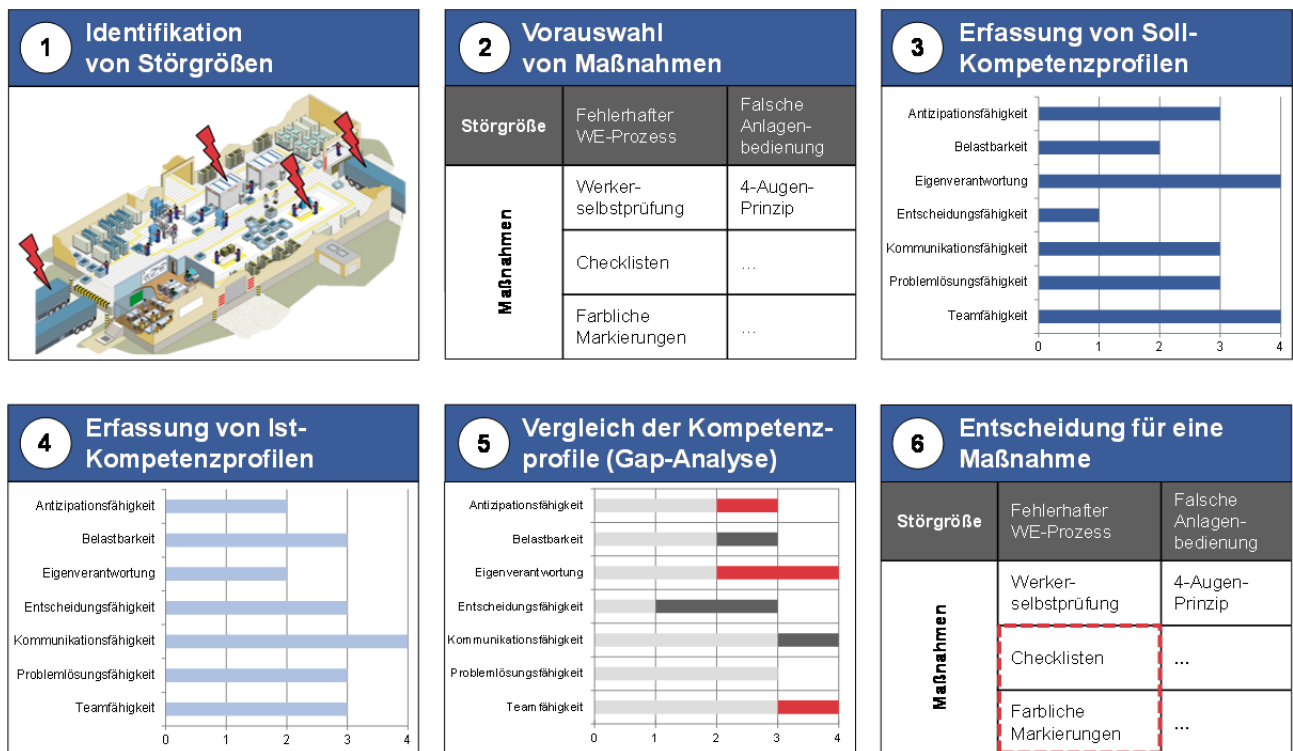 1
Identifikation
von Störgrößen
2
Vorauswahl
von Maßnahmen
Störgröße
Fehlerhafter
WE-Prozess
Falsche
Anlagen-
bedienung
Maßnahmen
Werker-
selbstprüfung
4-Augen-
Prinzip
Checklisten
...
Farbliche
Markierungen
...
3
Erfassung von Soll-
Kompetenzprofilen
Antizipationsfähigkeit
Belastbarkeit
Eigenverantwortung
Entscheidungsfähigkeit
Kommunikationsfähigkeit
Problemlösungsfähigkeit
Teamfähigkeit
0 1 2 3 4
4
Erfassung von Ist-
Kompetenzprofilen
Antizipationsfähigkeit
Belastbarkeit
Eigenverantwortung
Entscheidungsfähigkeit
Kommunikationsfähigkeit
Problemlösungsfähigkeit
Teamfähigkeit
0 1 2 3 4
5
Vergleich der Kompetenz-
profile (Gap-Analyse)
Antizipationsfähigkeit
Belastbarkeit
Eigenverantwortung
Entscheidungsfähigkeit
Kommunikationsfähigkeit
Problemlösungsfähigkeit
Teamfähigkeit
0 1 2 3 4
6
Entscheidung für eine
Maßnahme
Störgröße
Fehlerhafter
WE-Prozess
Falsche
Anlagen-
bedienung
Maßnahmen
Werker-
selbstprüfung
4-Augen-
Prinzip
Checklisten
...
Farbliche
Markierungen
...